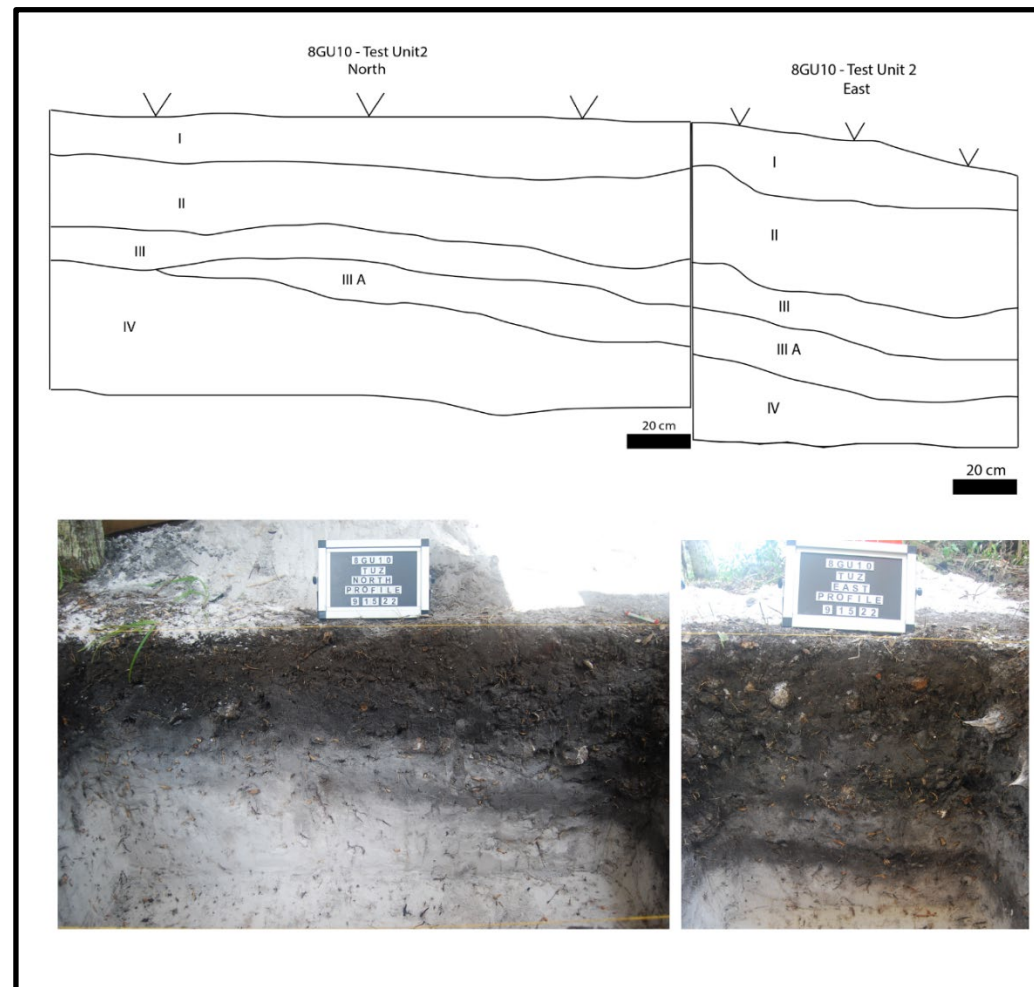 8GU10 - Test Unit2
North
8GU10 - Test Unit 2
East
I
II
III
III A
IV
20 cm
I
II
III
III A
IV
20 cm
8GU10
TU2
NORTH
PROFILE
9 15 22
8GU10
TU2
EAST
PROFILE
9 15 22